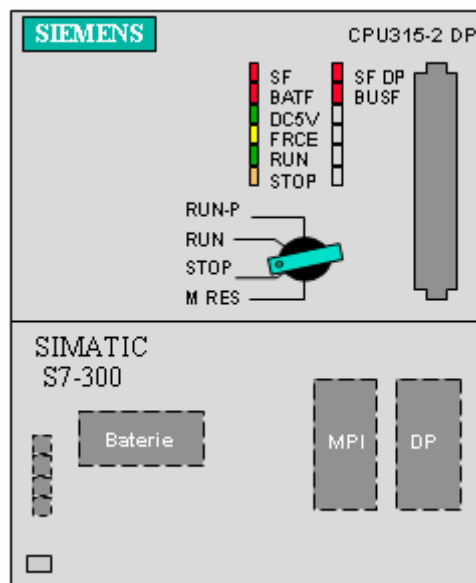 SIEMENS
CPU315-2 DP
SF
BATF
DC5V
FRCE
RUN
STOP
SF DP
BUSF
RUN-P
RUN
STOP
M RES
SIMATIC
S7-300
Baterie
MPI
DP